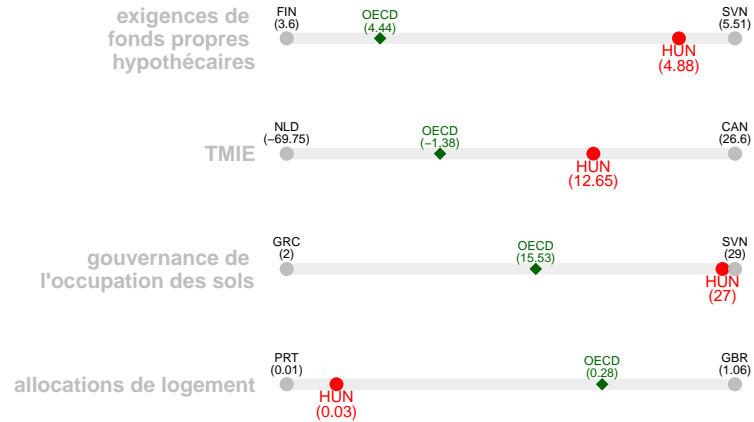 exigences de
fonds propres
hypothécaires
FIN
(3.6)
OECD
(4.44)
HUN
(4.88)
SVN
(5.51)
TMIE
NLD
(−69.75)
OECD
(−1.38)
HUN
(12.65)
CAN
(26.6)
gouvernance de
l'occupation des sols
GRC
(2)
OECD
(15.53)
HUN
(27)
SVN
(29)
allocations de logement
PRT
(0.01)
HUN
(0.03)
OECD
(0.28)
GBR
(1.06)